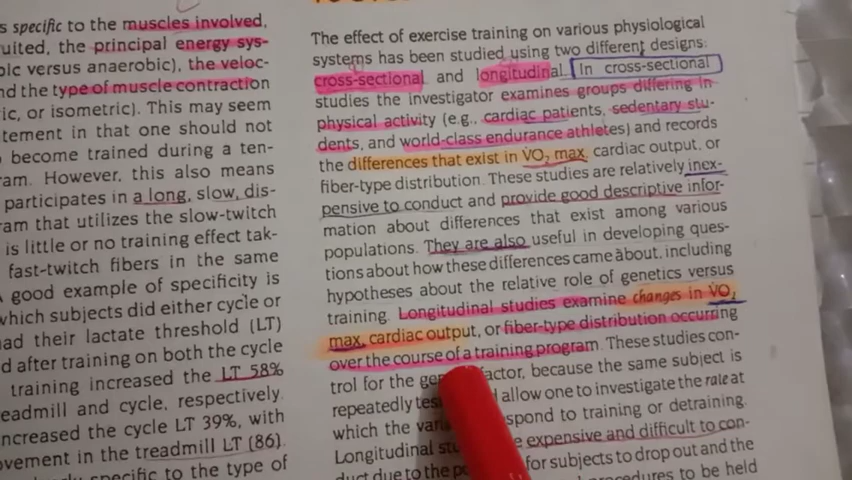 s specific to the muscles involved,
uited, the principal energy sys-
bic versus anaerobic), the veloc-
nd the type of muscle contraction
ric, or isometric). This may seem
tement in that one should not
become trained during a ten-
ram. However, this also means
participates in a long, slow, dis-
ram that utilizes the slow-twitch
is little or no training effect tak-
fast-twitch fibers in the same
good example of specificity is
which subjects did either cycle or
ad their lactate threshold (LT)
d after training on both the cycle
training increased the LT 58%
eadmill and cycle, respectively.
ncreased the cycle LT 39%, with
ovement in the treadmill LT (86).
specific to the type of
The effect of exercise training on various physiological
systems has been studied using two different designs:
cross-sectional and longitudinal. In cross-sectional
studies the investigator examines groups differing in
physical activity (e.g., cardiac patients, sedentary stu-
dents, and world-class endurance athletes) and records
the differences that exist in V̇O₂ max, cardiac output, or
fiber-type distribution. These studies are relatively inex-
pensive to conduct and provide good descriptive infor-
mation about differences that exist among various
populations. They are also useful in developing ques-
tions about how these differences came about, including
hypotheses about the relative role of genetics versus
training. Longitudinal studies examine changes in V̇O₂
max, cardiac output, or fiber-type distribution occurring
over the course of a training program. These studies con-
trol for the factor, because the same subject is
repeatedly allow one to investigate the rate at
which the respond to training or detraining.
Longitudinal expensive and difficult to con-
duct due to the for subjects to drop out and the
procedures to be held